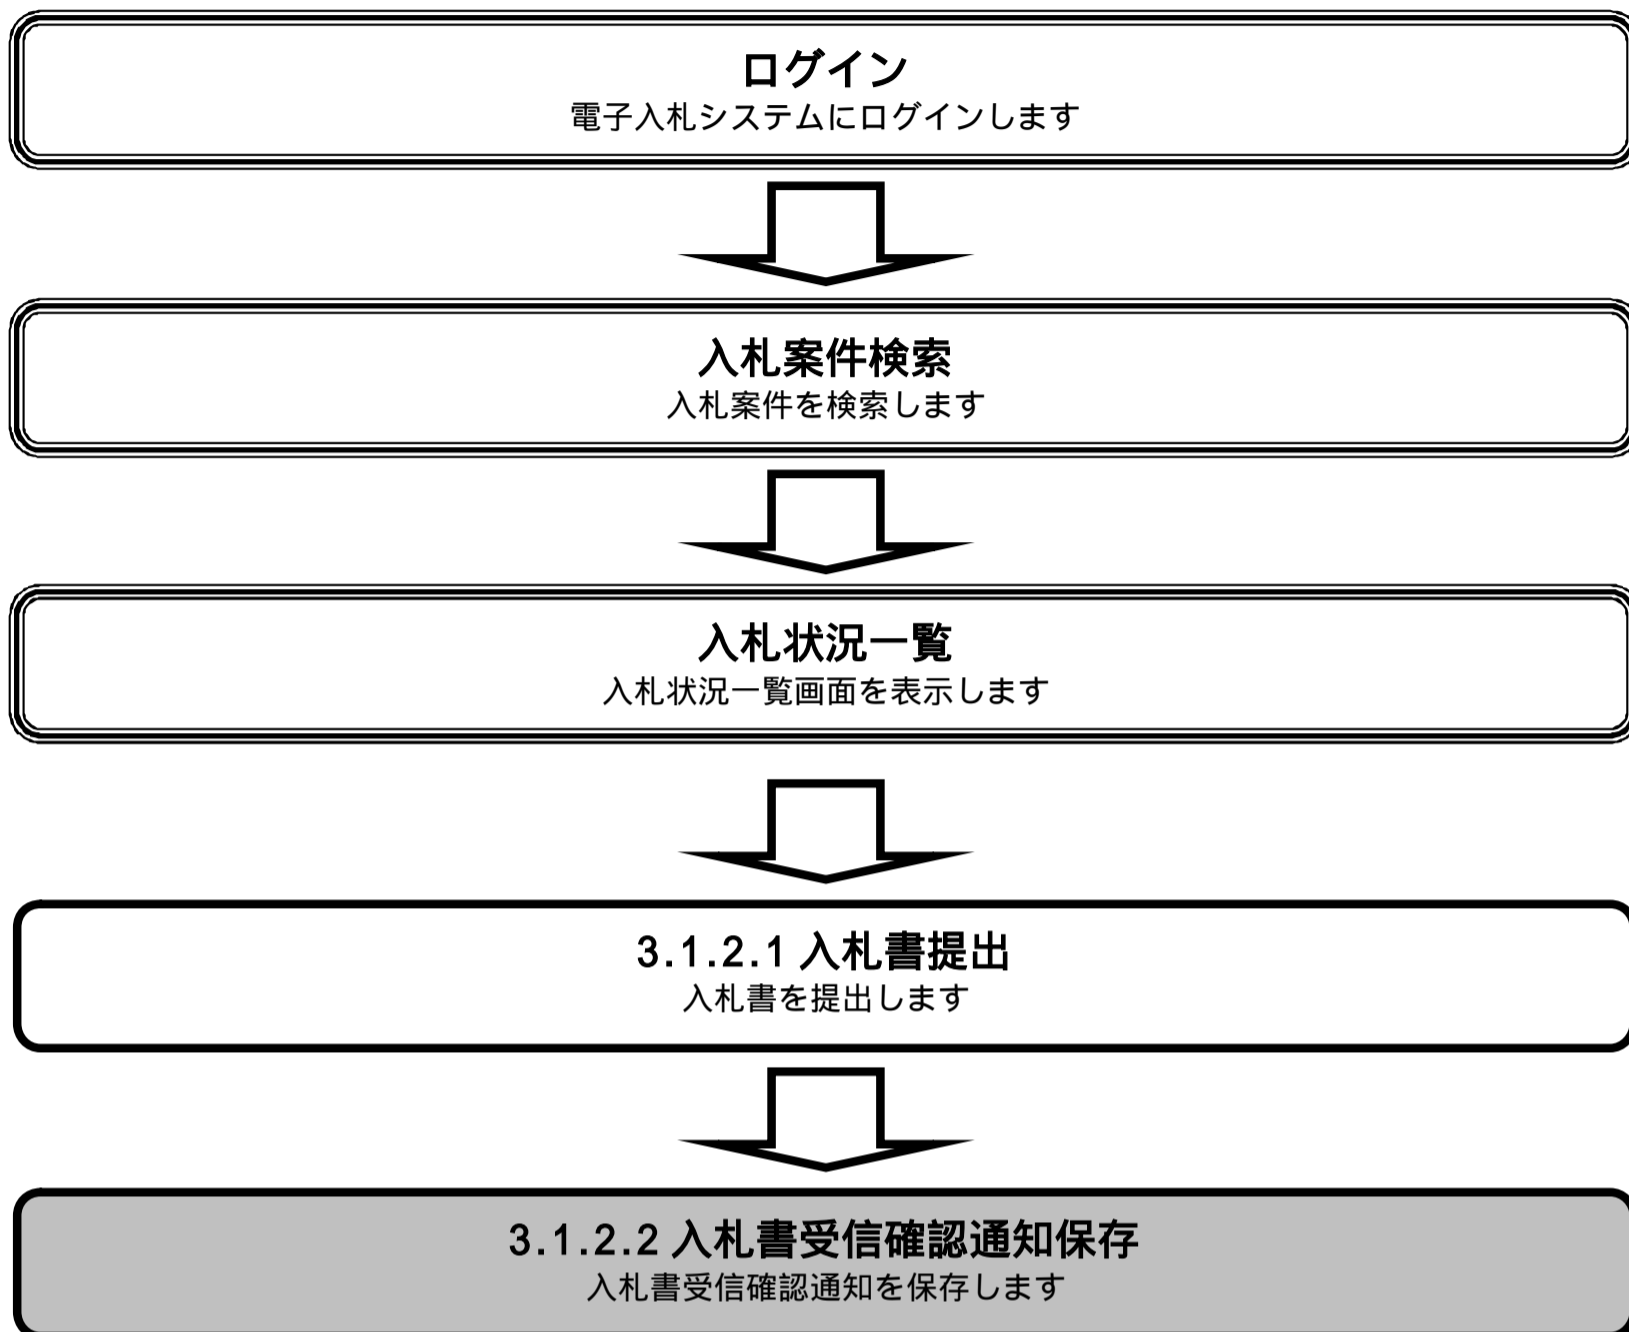 ログイン
電子入札システムにログインします
入札案件検索
入札案件を検索します
入札状況一覧
入札状況一覧画面を表示します
3.1.2.1 入札書提出
入札書を提出します
3.1.2.2 入札書受信確認通知保存
入札書受信確認通知を保存します